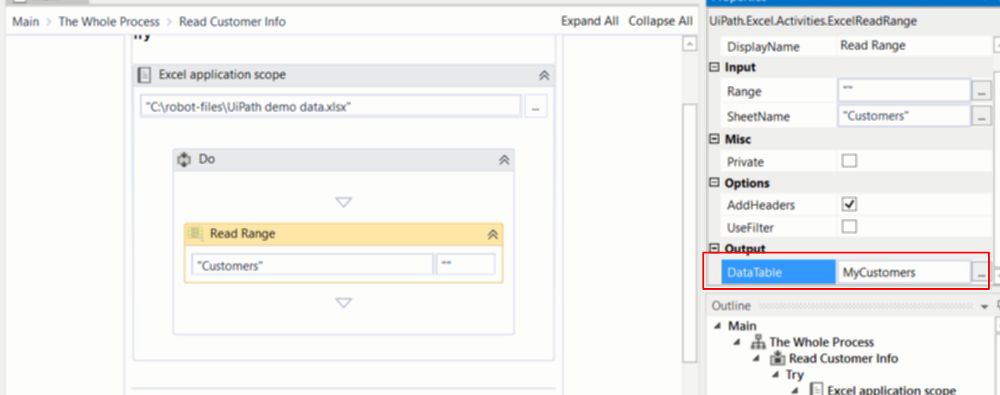 Main > The Whole Process > Read Customer Info
Expand All Collapse All
Try
Excel application scope
"C:\robot-files\UiPath demo data.xlsx"
...
Do
Read Range
"Customers"
""
Properties
UiPath.Excel.Activities.ExcelReadRange
DisplayName Read Range
Input
Range "" ...
SheetName "Customers" ...
Misc
Private
Options
AddHeaders
UseFilter
Output
DataTable MyCustomers ...
Outline
Main
The Whole Process
Read Customer Info
Try
Excel application scope